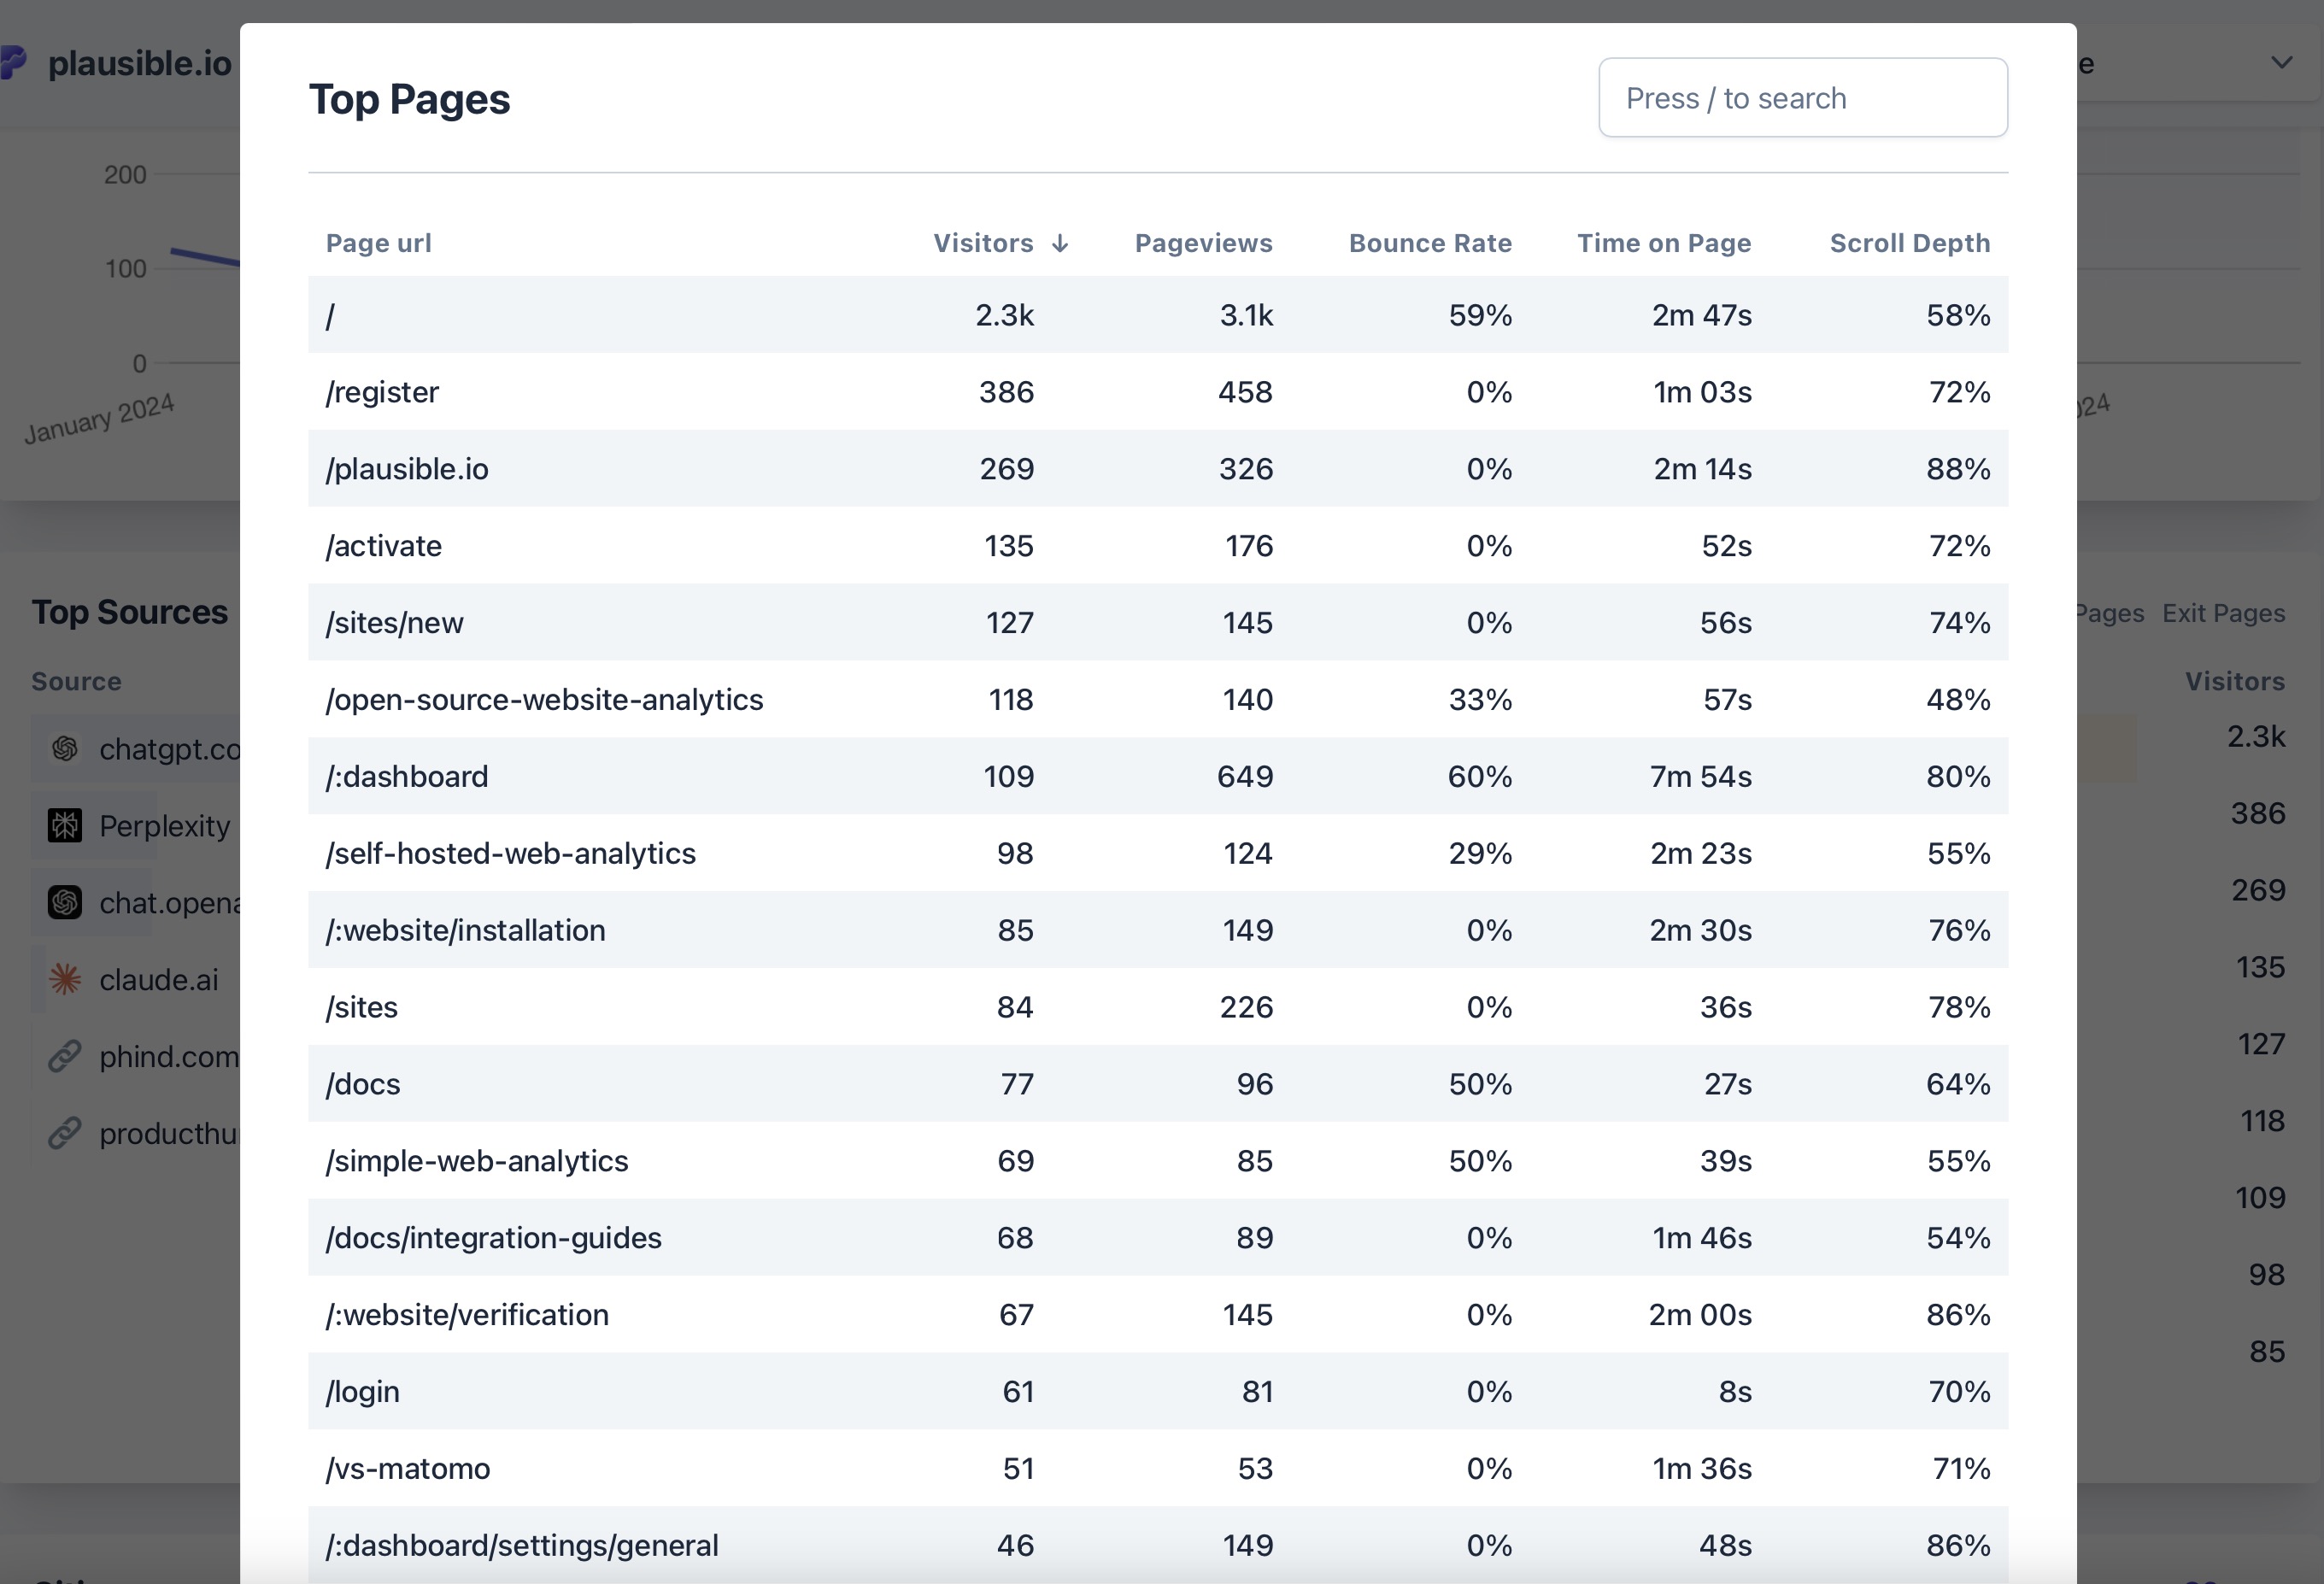 plausible.io
Top Pages
Press / to search
200
100
0
January 2024
Page url Visitors ↓ Pageviews Bounce Rate Time on Page Scroll Depth
/ 2.3k 3.1k 59% 2m 47s 58%
/register 386 458 0% 1m 03s 72%
/plausible.io 269 326 0% 2m 14s 88%
/activate 135 176 0% 52s 72%
/sites/new 127 145 0% 56s 74%
/open-source-website-analytics 118 140 33% 57s 48%
/:dashboard 109 649 60% 7m 54s 80%
/self-hosted-web-analytics 98 124 29% 2m 23s 55%
/:website/installation 85 149 0% 2m 30s 76%
/sites 84 226 0% 36s 78%
/docs 77 96 50% 27s 64%
/simple-web-analytics 69 85 50% 39s 55%
/docs/integration-guides 68 89 0% 1m 46s 54%
/:website/verification 67 145 0% 2m 00s 86%
/login 61 81 0% 8s 70%
/vs-matomo 51 53 0% 1m 36s 71%
/:dashboard/settings/general 46 149 0% 48s 86%
Top Sources
Source
chatgpt.co
Perplexity
chat.opena
claude.ai
phind.com
producthu
Pages Exit Pages
Visitors
2.3k
386
269
135
127
118
109
98
85